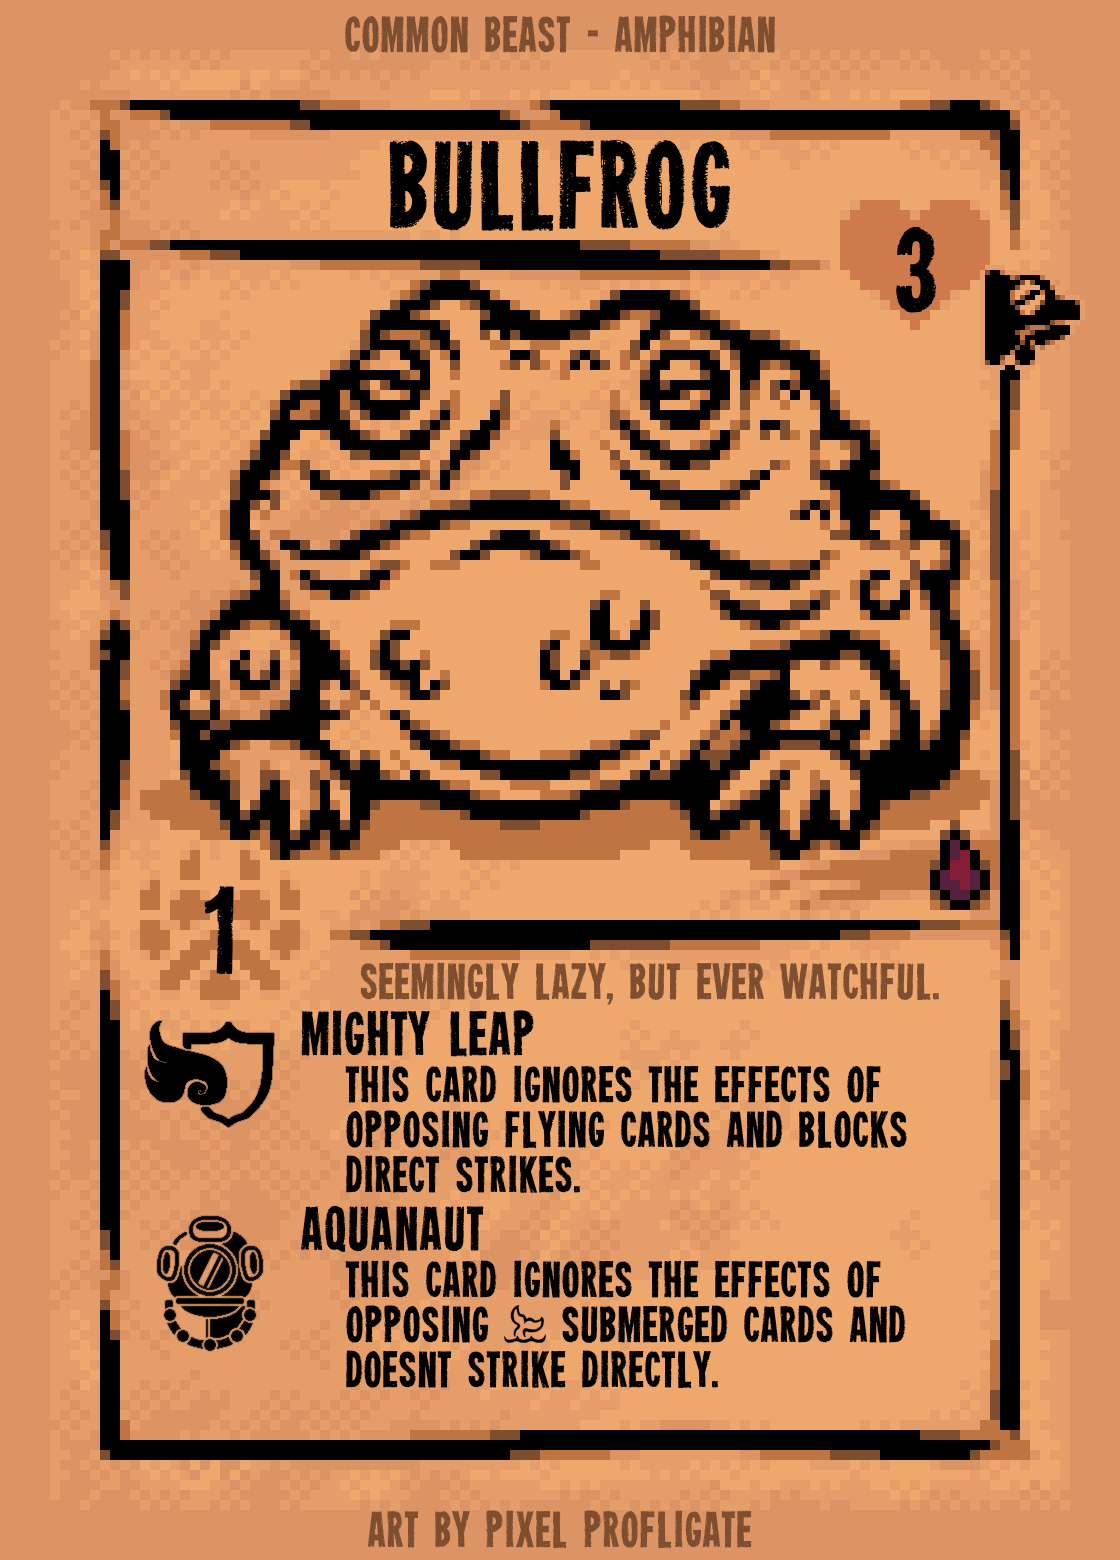 COMMON BEAST - AMPHIBIAN
BULLFROG
3
1
SEEMINGLY LAZY, BUT EVER WATCHFUL.
MIGHTY LEAP
THIS CARD IGNORES THE EFFECTS OF
OPPOSING FLYING CARDS AND BLOCKS
DIRECT STRIKES.
AQUANAUT
THIS CARD IGNORES THE EFFECTS OF
OPPOSING SUBMERGED CARDS AND
DOESNT STRIKE DIRECTLY.
ART BY PIXEL PROFLIGATE